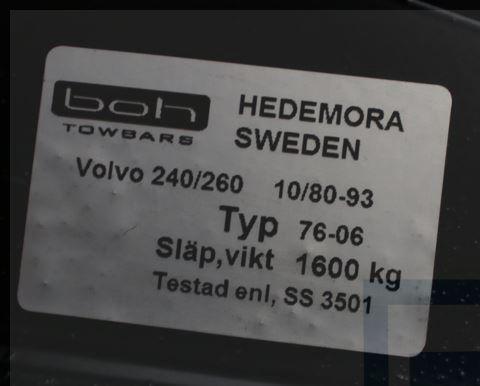 boh
TOWBARS
HEDEMORA
SWEDEN
Volvo 240/260 10/80-93
Typ 76-06
Släp,vikt 1600 kg
Testad enl, SS 3501